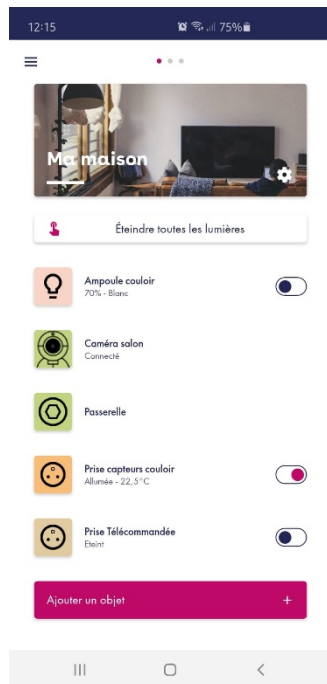 12:15 75%
Ma maison
Éteindre toutes les lumières
Ampoule couloir
70% - Blanc
Caméra salon
Connecté
Passerelle
Prise capteurs couloir
Allumée - 22,5°C
Prise Télécommandée
Eteint
Ajouter un objet +